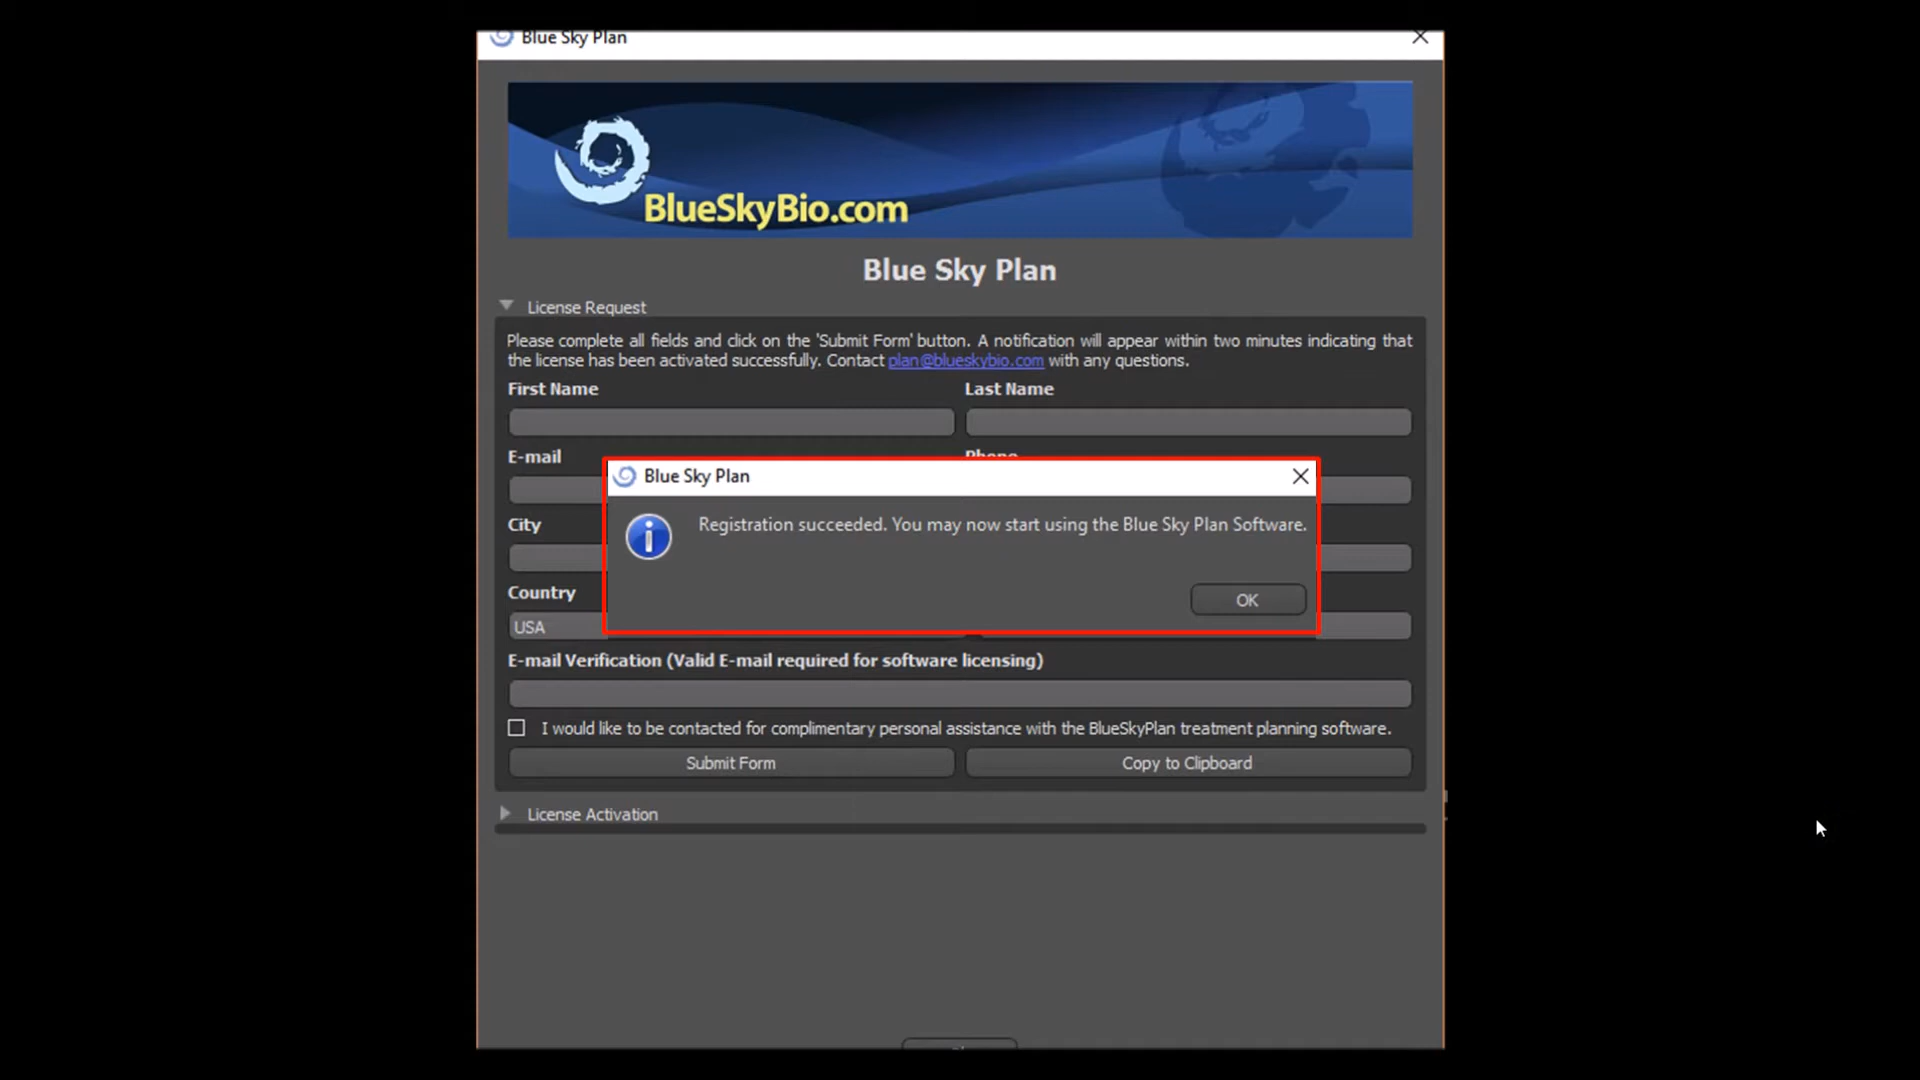 Blue Sky Plan
BlueSkyBio.com
Blue Sky Plan
License Request
Please complete all fields and click on the 'Submit Form' button. A notification will appear within two minutes indicating that
the license has been activated successfully. Contact plan@blueskybio.com with any questions.
First Name
Last Name
E-mail
Phone
Blue Sky Plan
Registration succeeded. You may now start using the Blue Sky Plan Software.
OK
City
Country
USA
E-mail Verification (Valid E-mail required for software licensing)
I would like to be contacted for complimentary personal assistance with the BlueSkyPlan treatment planning software.
Submit Form
Copy to Clipboard
License Activation